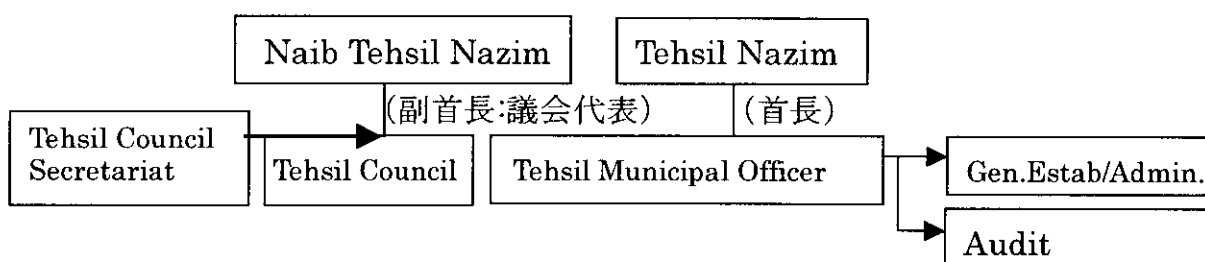 Naib Tehsil Nazim
Tehsil Nazim
(副首長:議会代表)
(首長)
Tehsil Council
Secretariat
Tehsil Council
Tehsil Municipal Officer
Gen.Estab/Admin.
Audit